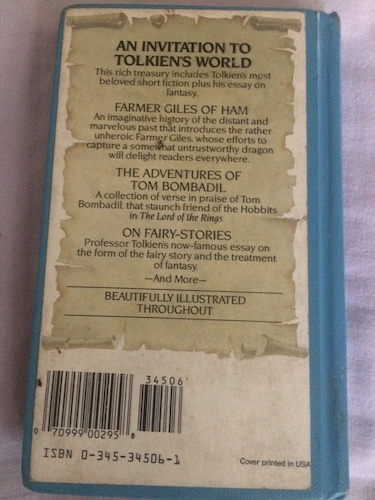 AN INVITATION TO
TOLKIEN'S WORLD
This rich treasury includes Tolkien's most
beloved short fiction plus his essay on
fantasy.
FARMER GILES OF HAM
An imaginative history of the distant and
marvelous past that introduces the rather
unheroic Farmer Giles, whose efforts to
capture a somewhat untrustworthy dragon
will delight readers everywhere.
THE ADVENTURES OF
TOM BOMBADIL
A collection of verse in praise of Tom
Bombadil, that staunch friend of the Hobbits
in The Lord of the Rings.
ON FAIRY-STORIES
Professor Tolkien's now-famous essay on
the form of the fairy story and the treatment
of fantasy.
—And More—
BEAUTIFULLY ILLUSTRATED
THROUGHOUT
34506
0 70999 00295 8
ISBN 0-345-34506-1
Cover printed in USA